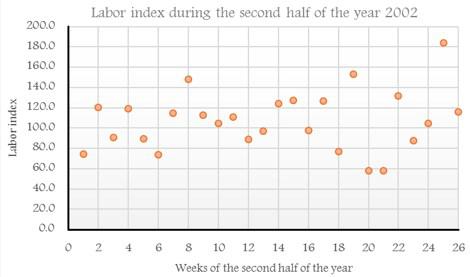 Labor index during the second half of the year 2002
200.0
180.0
160.0
140.0
120.0
100.0
80.0
60.0
40.0
20.0
0.0
Labor index
0 2 4 6 8 10 12 14 16 18 20 22 24 26
Weeks of the second half of the year